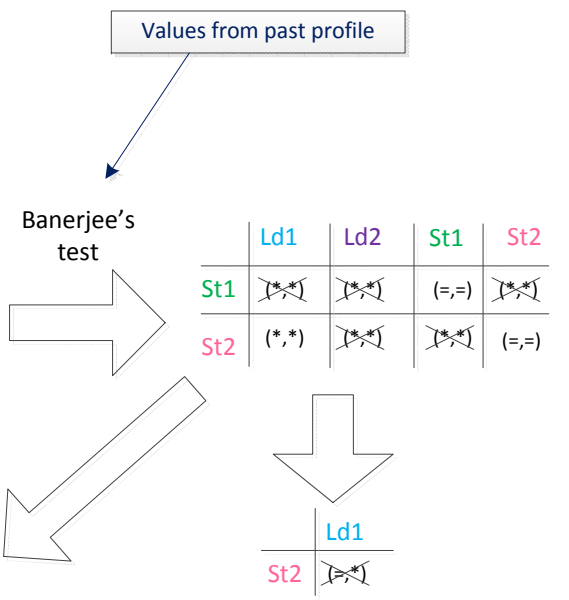 Values from past profile
Banerjee's
test
Ld1 Ld2 St1 St2
St1 (*,*) (*,*) (=,=) (*,*)
St2 (*,*) (*,*) (*,*) (=,=)
Ld1
St2 (=,*)